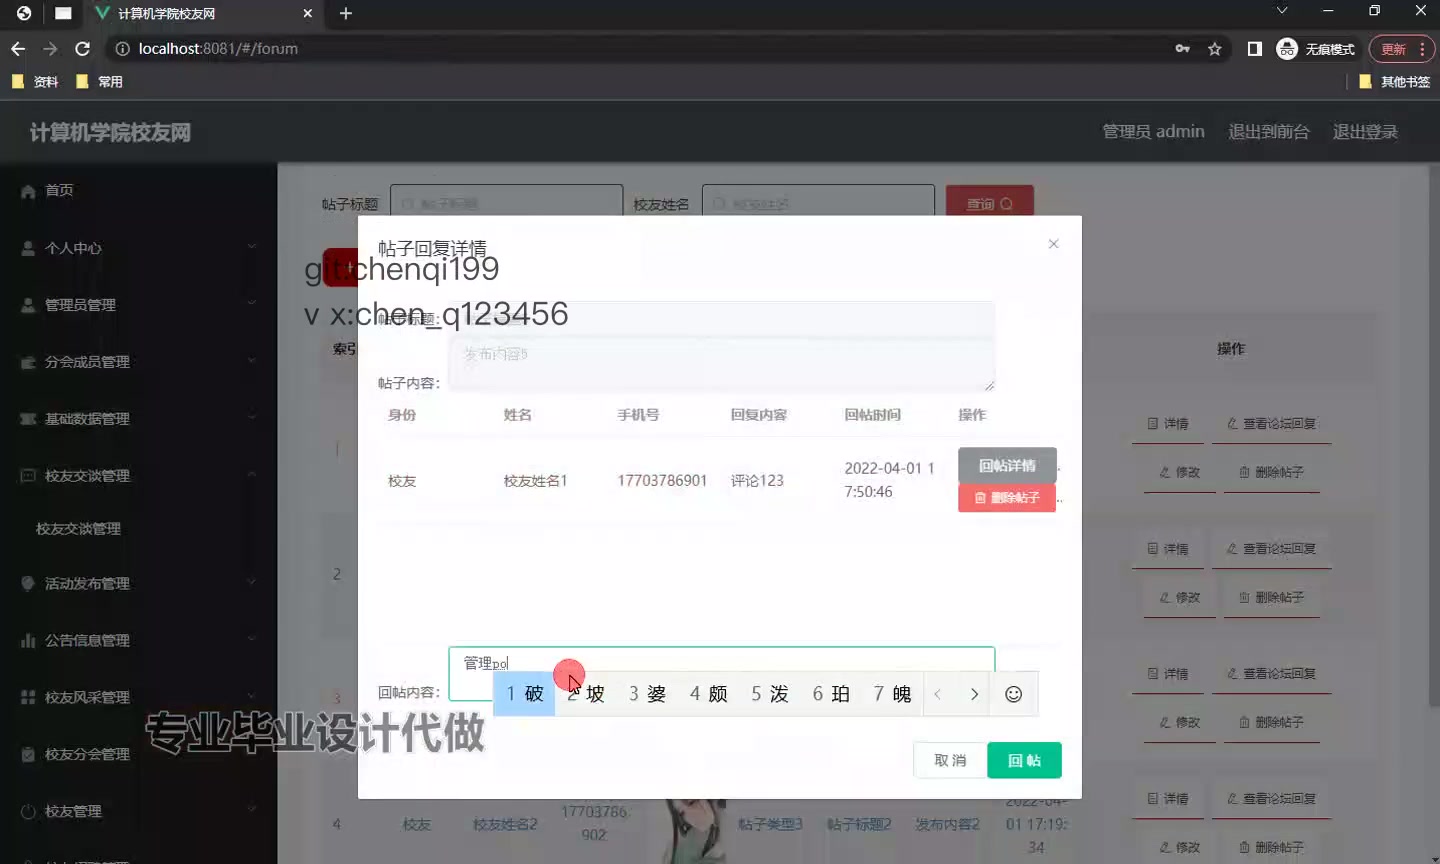 计算机学院校友网
localhost:8081/#/forum
无痕模式
更新
资料
常用
其他书签
计算机学院校友网
管理员 admin
退出到前台
退出登录
首页
个人中心
管理员管理
分会成员管理
基础数据管理
校友交谈管理
校友交谈管理
活动发布管理
公告信息管理
校友风采管理
校友分会管理
校友管理
帖子标题
帖子标题
校友姓名
校友姓名
查询
帖子回复详情
git:chenqi199
v x:chen_q123456
索引
操作
发布内容5
帖子内容:
身份 姓名 手机号 回复内容 回帖时间 操作
校友 校友姓名1 17703786901 评论123
2022-04-01 1
7:50:46
回帖详情
删除帖子
管理po
回帖内容:
1 破 2 坡 3 婆 4 颇 5 泼 6 珀 7 魄
取消
回帖
专业毕业设计代做
1
详情 查看论坛回复
修改 删除帖子
2
详情 查看论坛回复
修改 删除帖子
3
详情 查看论坛回复
修改 删除帖子
4 校友 校友姓名2
17703786
902
帖子类型3 帖子标题2 发布内容2
2022-04-
01 17:19:
34
详情 查看论坛回复
修改 删除帖子